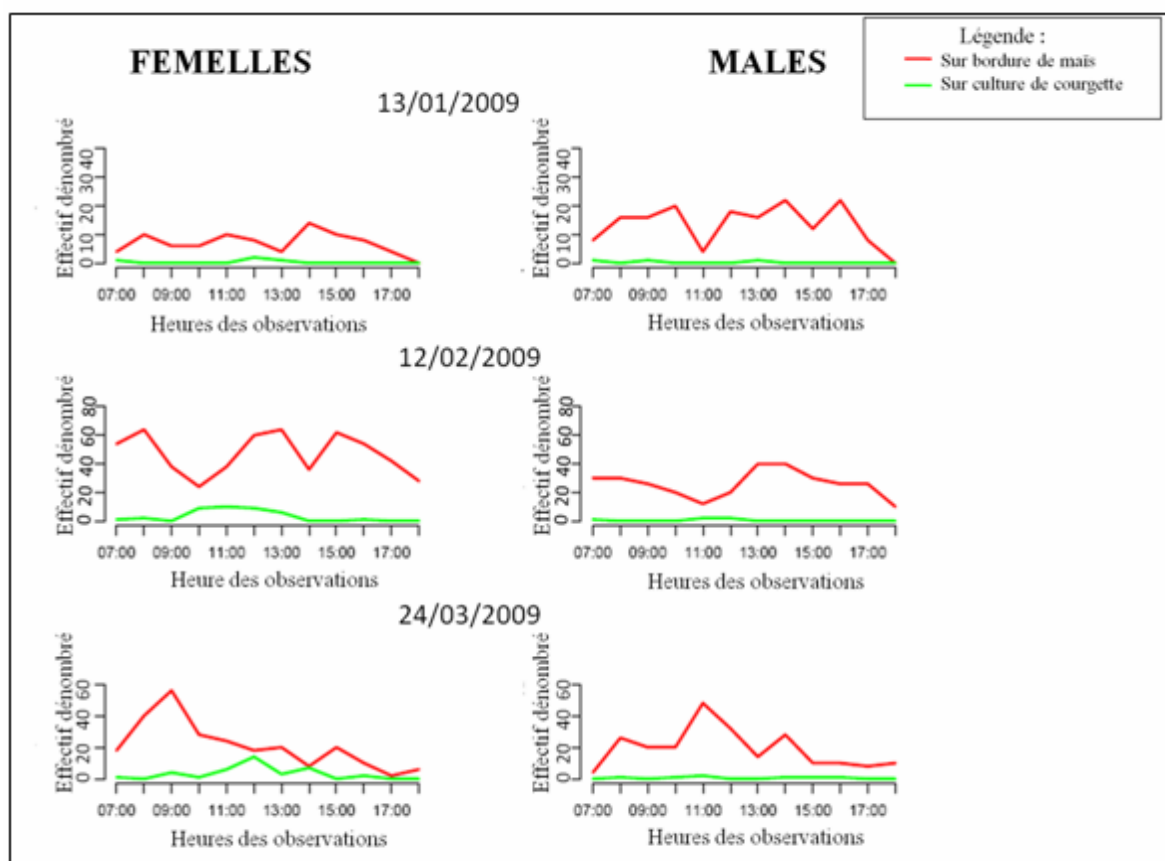 FEMELLES
MALES
Légende :
Sur bordure de maïs
Sur culture de courgette
13/01/2009
Effectif dénombré
0 10 20 30 40
07:00 09:00 11:00 13:00 15:00 17:00
Heures des observations
Effectif dénombré
0 10 20 30 40
07:00 09:00 11:00 13:00 15:00 17:00
Heures des observations
12/02/2009
Effectif dénombré
0 20 40 60 80
07:00 09:00 11:00 13:00 15:00 17:00
Heure des observations
Effectif dénombré
0 20 40 60 80
07:00 09:00 11:00 13:00 15:00 17:00
Heures des observations
24/03/2009
Effectif dénombré
0 20 40 60
07:00 09:00 11:00 13:00 15:00 17:00
Heures des observations
Effectif dénombré
0 20 40 60
07:00 09:00 11:00 13:00 15:00 17:00
Heures des observations